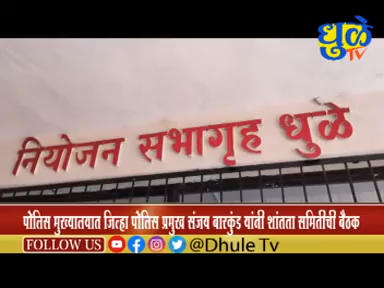 धुळे
TV
नियोजन सभागृह धुळे
पोलिस मुख्यालयात जिल्हा पोलिस प्रमुख संजय बारकुंड यांनी शांतता समितीची बैठक
FOLLOW US @Dhule Tv